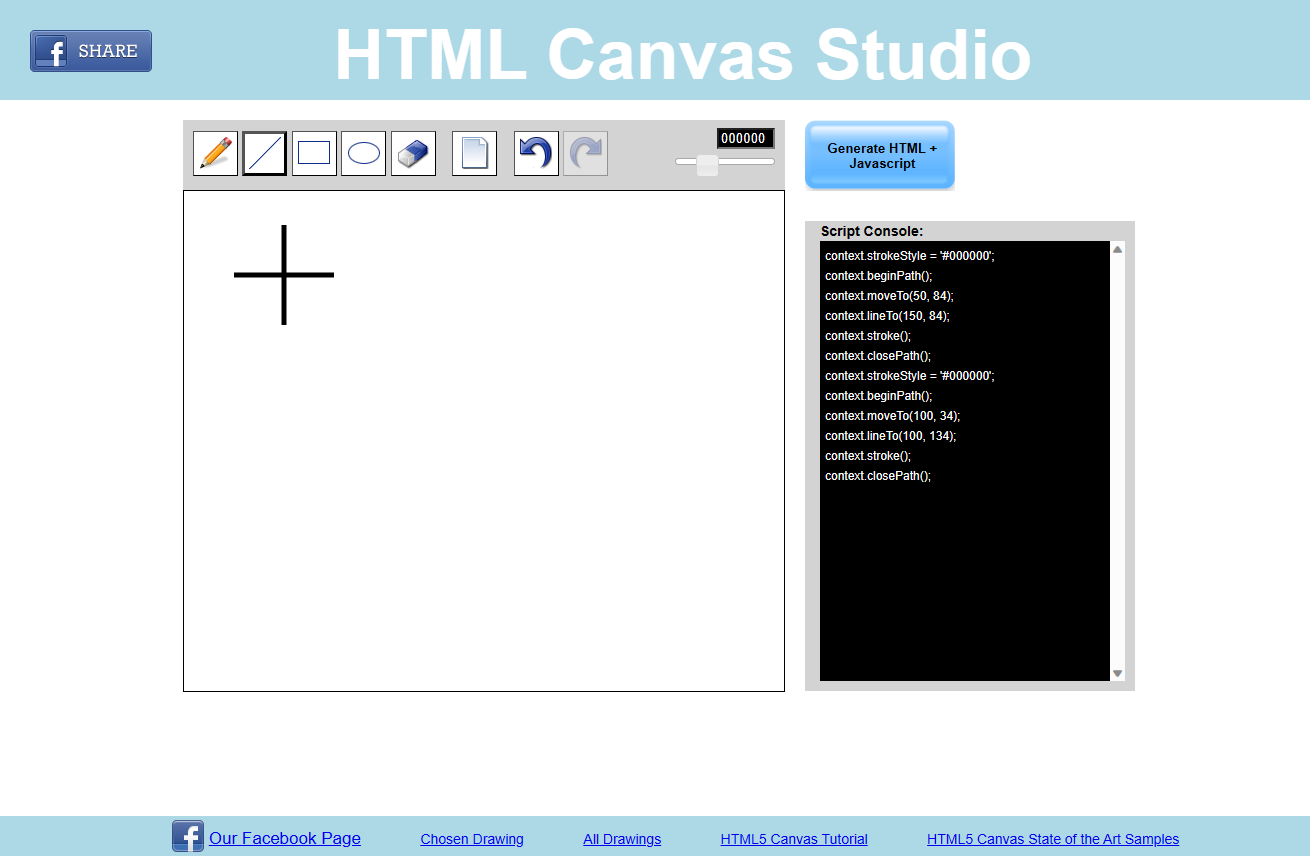 SHARE
HTML Canvas Studio
000000
Generate HTML +
Javascript
Script Console:
context.strokeStyle = '#000000';
context.beginPath();
context.moveTo(50, 84);
context.lineTo(150, 84);
context.stroke();
context.closePath();
context.strokeStyle = '#000000';
context.beginPath();
context.moveTo(100, 34);
context.lineTo(100, 134);
context.stroke();
context.closePath();
Our Facebook Page Chosen Drawing All Drawings HTML5 Canvas Tutorial HTML5 Canvas State of the Art Samples